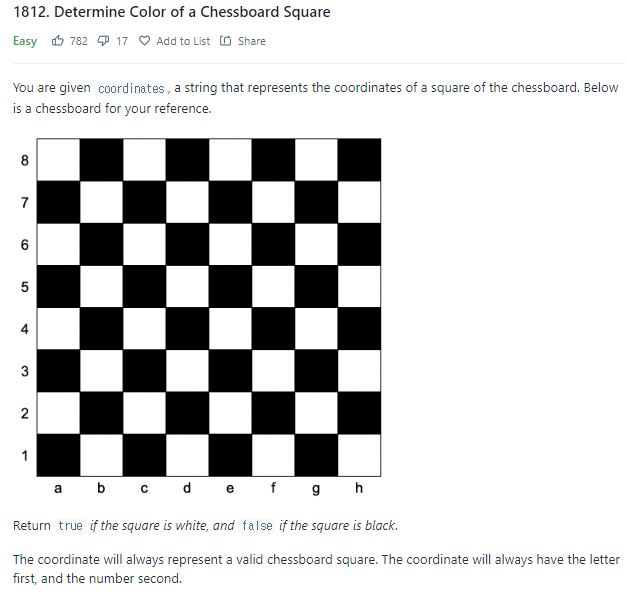 1812. Determine Color of a Chessboard Square
Easy 782 17 Add to List Share
You are given coordinates, a string that represents the coordinates of a square of the chessboard. Below
is a chessboard for your reference.
8
7
6
5
4
3
2
1
a b c d e f g h
Return true if the square is white, and false if the square is black.
The coordinate will always represent a valid chessboard square. The coordinate will always have the letter
first, and the number second.